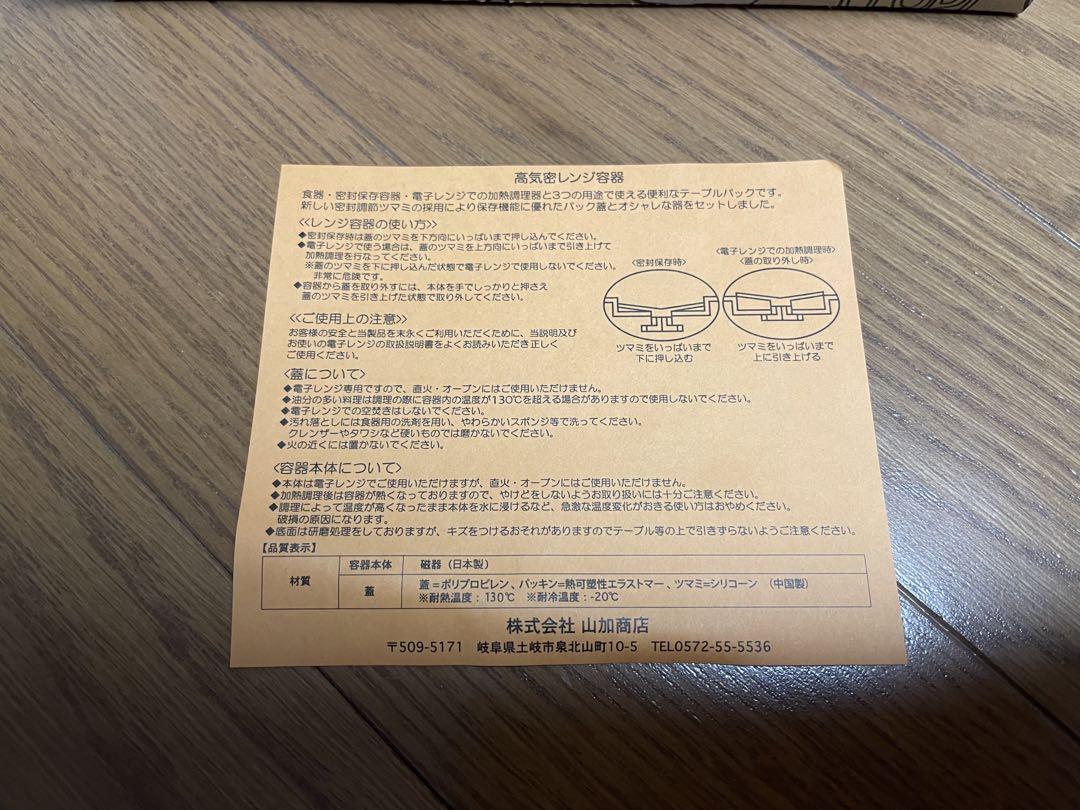 高気密レンジ容器
食器・密封保存容器・電子レンジでの加熱調理器と3つの用途で使える便利なテーブルパックです。
新しい密封調節ツマミの採用により保存機能に優れたパック蓋とオシャレな器をセットしました。
≪レンジ容器の使い方≫
◆密封保存時は蓋のツマミを下方向にいっぱいまで押し込んでください。
◆電子レンジで使う場合は、蓋のツマミを上方向にいっぱいまで引き上げて
加熱調理を行なってください。
※蓋のツマミを下に押し込んだ状態で電子レンジで使用しないでください。
非常に危険です。
◆容器から蓋を取り外すには、本体を手でしっかりと押さえ
蓋のツマミを引き上げた状態で取り外してください。
〈密封保存時〉
ツマミをいっぱいまで
下に押し込む
〈電子レンジでの加熱調理時〉
〈蓋の取り外し時〉
ツマミをいっぱいまで
上に引き上げる
≪ご使用上の注意≫
お客様の安全と当製品を末永くご利用いただくために、当説明及び
お使いの電子レンジの取扱説明書をよくお読みいただき正しく
ご使用ください。
〈蓋について〉
◆電子レンジ専用ですので、直火・オーブンにはご使用いただけません。
◆油分の多い料理は調理の際に容器内の温度が130℃を超える場合がありますので使用しないでください。
◆電子レンジでの空焚きはしないでください。
◆汚れ落としには食器用の洗剤を用い、やわらかいスポンジ等で洗ってください。
クレンザーやタワシなど硬いものでは磨かないでください。
◆火の近くには置かないでください。
〈容器本体について〉
◆本体は電子レンジでご使用いただけますが、直火・オーブンにはご使用いただけません。
◆加熱調理後は容器が熱くなっておりますので、やけどをしないようお取り扱いには十分ご注意ください。
◆調理によって温度が高くなったまま本体を水に浸けるなど、急激な温度変化がおきる使い方はおやめください。
破損の原因になります。
◆底面は研磨処理をしておりますが、キズをつけるおそれがありますのでテーブル等の上で引きずらないようご注意ください。
【品質表示】
材質 容器本体 磁器（日本製）
蓋 蓋=ポリプロピレン、パッキン=熱可塑性エラストマー、ツマミ=シリコーン （中国製）
※耐熱温度：130℃ ※耐冷温度：-20℃
株式会社 山加商店
〒509-5171 岐阜県土岐市泉北山町10-5 TEL0572-55-5536